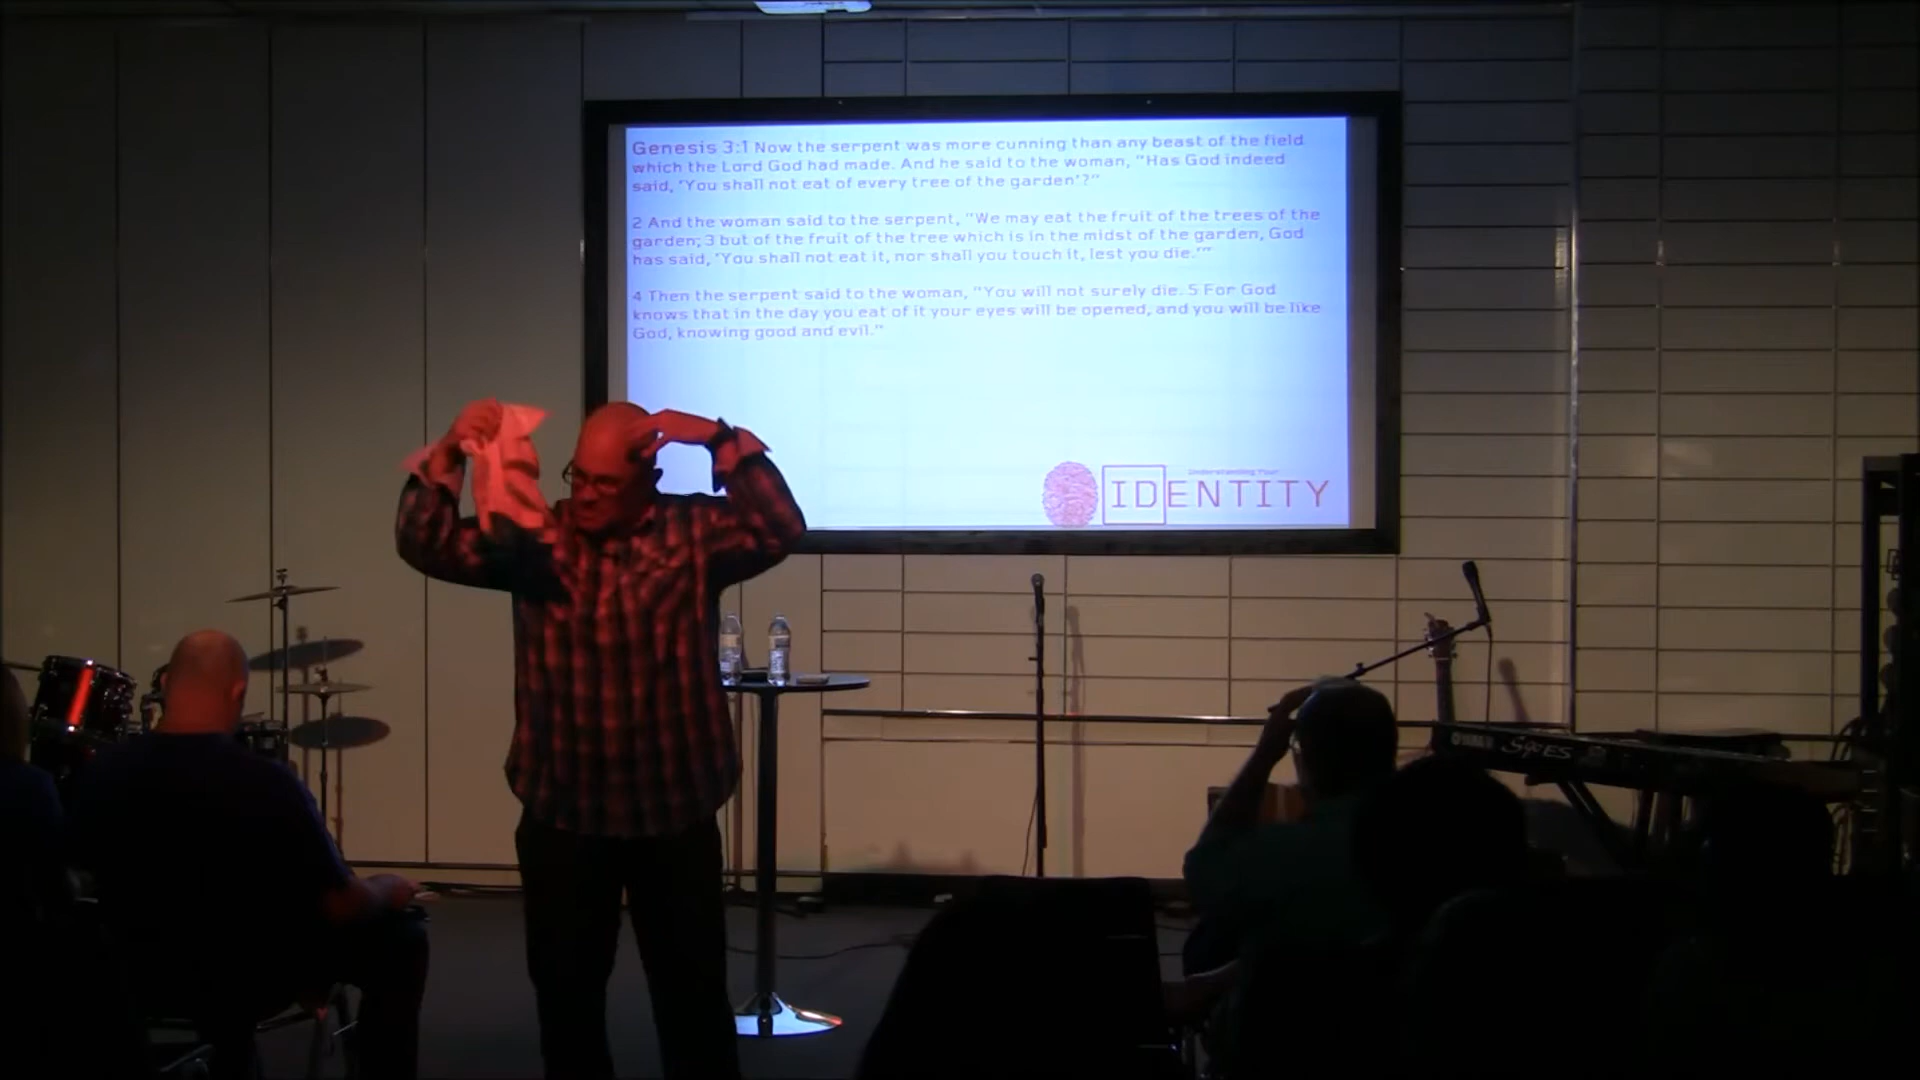 Genesis 3:1 Now the serpent was more cunning than any beast of the field
which the Lord God had made. And he said to the woman, "Has God indeed
said, 'You shall not eat of every tree of the garden'?"
2 And the woman said to the serpent, "We may eat the fruit of the trees of the
garden; 3 but of the fruit of the tree which is in the midst of the garden, God
has said, 'You shall not eat it, nor shall you touch it, lest you die.'"
4 Then the serpent said to the woman, "You will not surely die. 5 For God
knows that in the day you eat of it your eyes will be opened, and you will be like
God, knowing good and evil."
Understanding Your
IDENTITY
YAMAHA S90ES